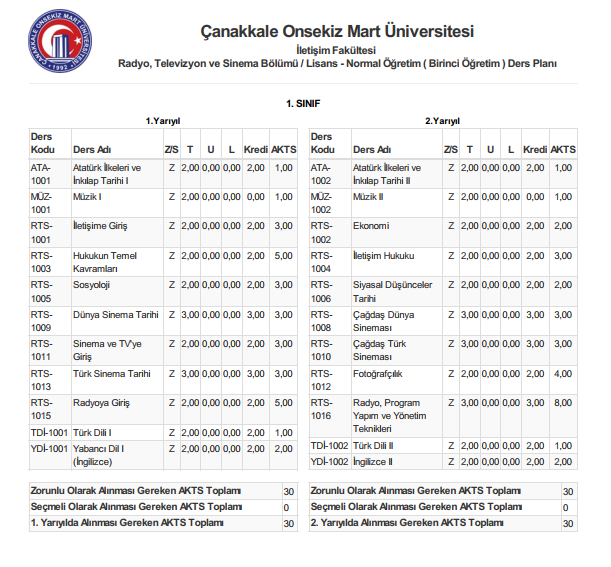 ÇANAKKALE ONSEKİZ MART ÜNİVERSİTESİ
1992
Çanakkale Onsekiz Mart Üniversitesi
İletişim Fakültesi
Radyo, Televizyon ve Sinema Bölümü / Lisans - Normal Öğretim ( Birinci Öğretim ) Ders Planı
1. SINIF
1.Yarıyıl
Ders Kodu Ders Adı Z/S T U L Kredi AKTS
ATA-1001 Atatürk İlkeleri ve İnkılap Tarihi I Z 2,00 0,00 0,00 2,00 1,00
MÜZ-1001 Müzik I Z 2,00 0,00 0,00 0,00 1,00
RTS-1001 İletişime Giriş Z 2,00 0,00 0,00 2,00 3,00
RTS-1003 Hukukun Temel Kavramları Z 2,00 0,00 0,00 2,00 5,00
RTS-1005 Sosyoloji Z 2,00 0,00 0,00 2,00 3,00
RTS-1009 Dünya Sinema Tarihi Z 3,00 0,00 0,00 3,00 3,00
RTS-1011 Sinema ve TV'ye Giriş Z 2,00 0,00 0,00 2,00 3,00
RTS-1013 Türk Sinema Tarihi Z 3,00 0,00 0,00 3,00 3,00
RTS-1015 Radyoya Giriş Z 2,00 0,00 0,00 2,00 5,00
TDİ-1001 Türk Dili I Z 2,00 0,00 0,00 2,00 1,00
YDİ-1001 Yabancı Dil I (İngilizce) Z 2,00 0,00 0,00 2,00 2,00
Zorunlu Olarak Alınması Gereken AKTS Toplamı 30
Seçmeli Olarak Alınması Gereken AKTS Toplamı 0
1. Yarıyılda Alınması Gereken AKTS Toplamı 30
2.Yarıyıl
Ders Kodu Ders Adı Z/S T U L Kredi AKTS
ATA-1002 Atatürk İlkeleri ve İnkılap Tarihi II Z 2,00 0,00 0,00 2,00 1,00
MÜZ-1002 Müzik II Z 2,00 0,00 0,00 0,00 1,00
RTS-1002 Ekonomi Z 2,00 0,00 0,00 2,00 2,00
RTS-1004 İletişim Hukuku Z 2,00 0,00 0,00 2,00 3,00
RTS-1006 Siyasal Düşünceler Tarihi Z 2,00 0,00 0,00 2,00 2,00
RTS-1008 Çağdaş Dünya Sineması Z 3,00 0,00 0,00 3,00 3,00
RTS-1010 Çağdaş Türk Sineması Z 3,00 0,00 0,00 3,00 3,00
RTS-1012 Fotoğrafçılık Z 2,00 0,00 0,00 2,00 4,00
RTS-1016 Radyo, Program Yapım ve Yönetim Teknikleri Z 3,00 0,00 0,00 3,00 8,00
TDİ-1002 Türk Dili II Z 2,00 0,00 0,00 2,00 1,00
YDİ-1002 İngilizce II Z 2,00 0,00 0,00 2,00 2,00
Zorunlu Olarak Alınması Gereken AKTS Toplamı 30
Seçmeli Olarak Alınması Gereken AKTS Toplamı 0
2. Yarıyılda Alınması Gereken AKTS Toplamı 30